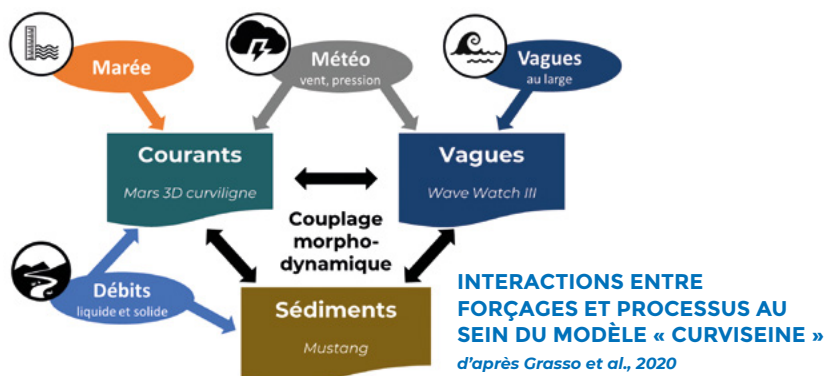 Marée
Météo
vent, pression
Vagues
au large
Courants
Mars 3D curviligne
Vagues
Wave Watch III
Couplage
morpho-
dynamique
Débits
liquide et solide
Sédiments
Mustang
INTERACTIONS ENTRE
FORÇAGES ET PROCESSUS AU
SEIN DU MODÈLE « CURVISEINE »
d'après Grasso et al., 2020